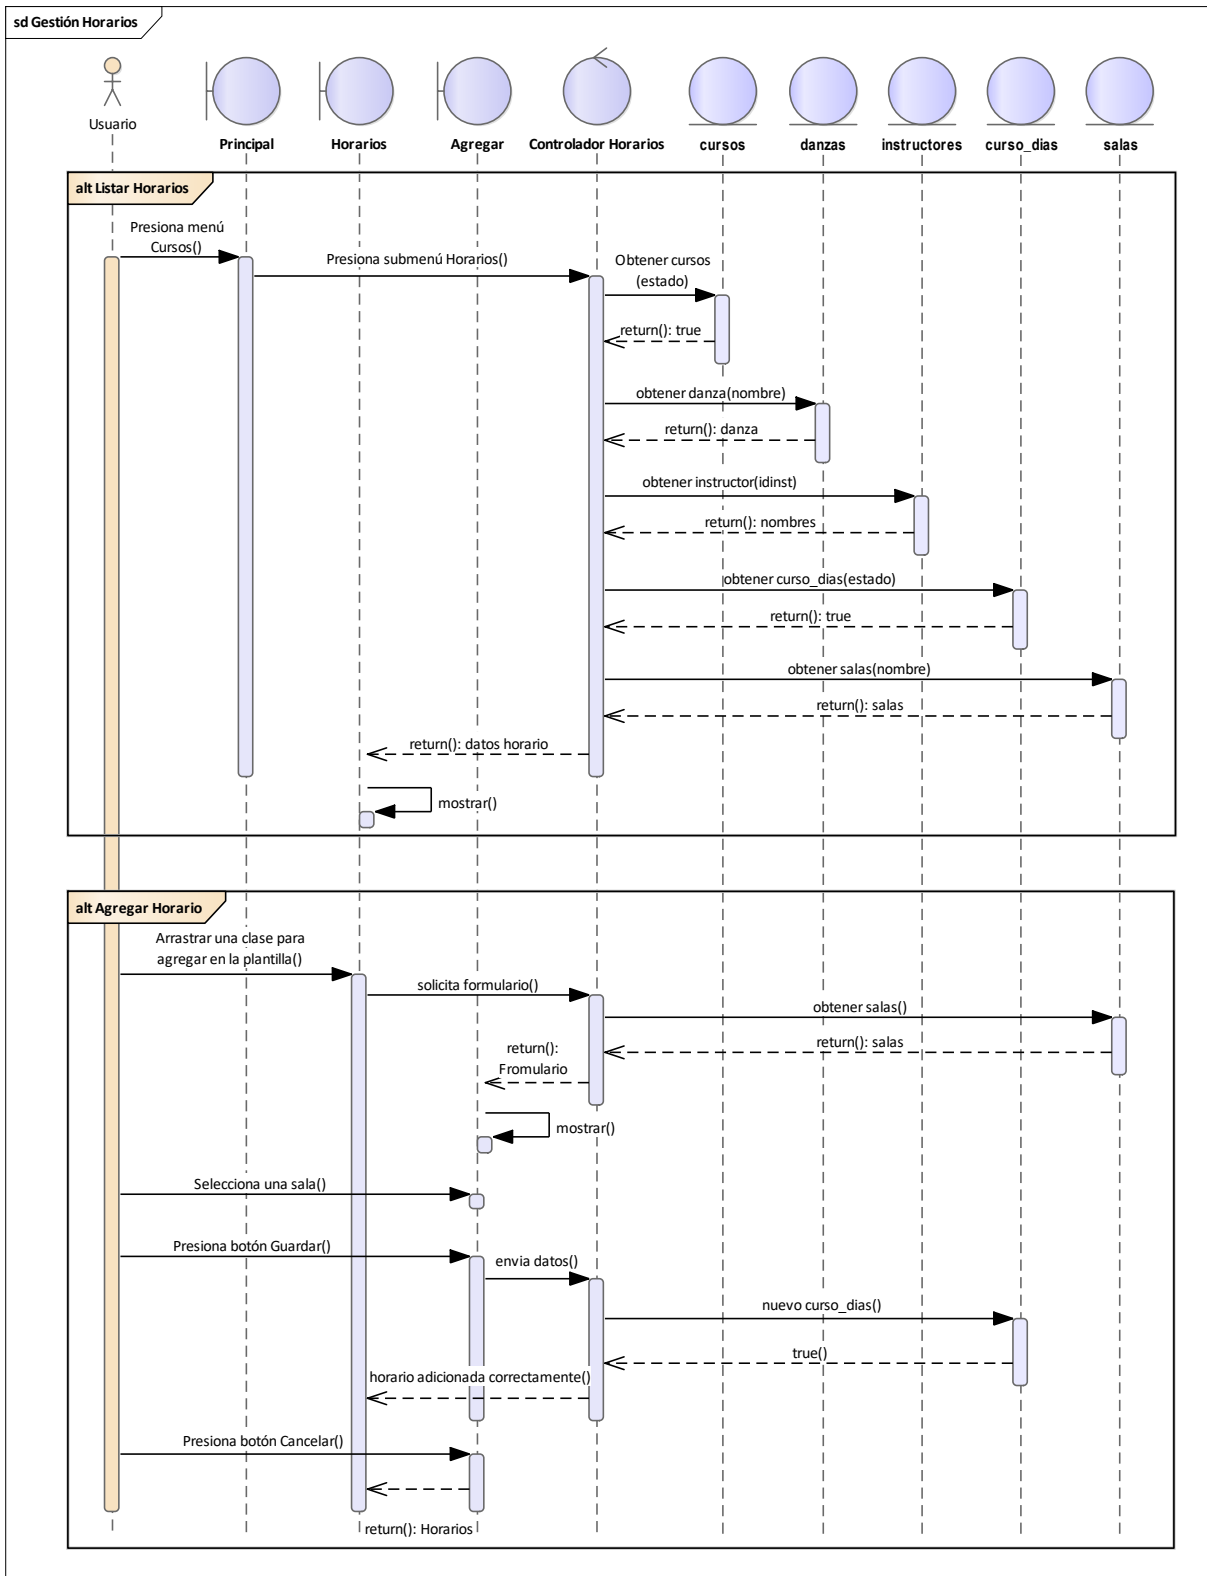 sd Gestión Horarios
Usuario
Principal
Horarios
Agregar
Controlador Horarios
cursos
danzas
instructores
curso_dias
salas
alt Listar Horarios
Presiona menú
Cursos()
Presiona submenú Horarios()
Obtener cursos
(estado)
return(): true
obtener danza(nombre)
return(): danza
obtener instructor(idinst)
return(): nombres
obtener curso_dias(estado)
return(): true
obtener salas(nombre)
return(): salas
return(): datos horario
mostrar()
alt Agregar Horario
Arrastrar una clase para
agregar en la plantilla()
solicita formulario()
obtener salas()
return(): salas
return():
Fromulario
mostrar()
Selecciona una sala()
Presiona botón Guardar()
envia datos()
nuevo curso_dias()
true()
horario adicionada correctamente()
Presiona botón Cancelar()
return(): Horarios